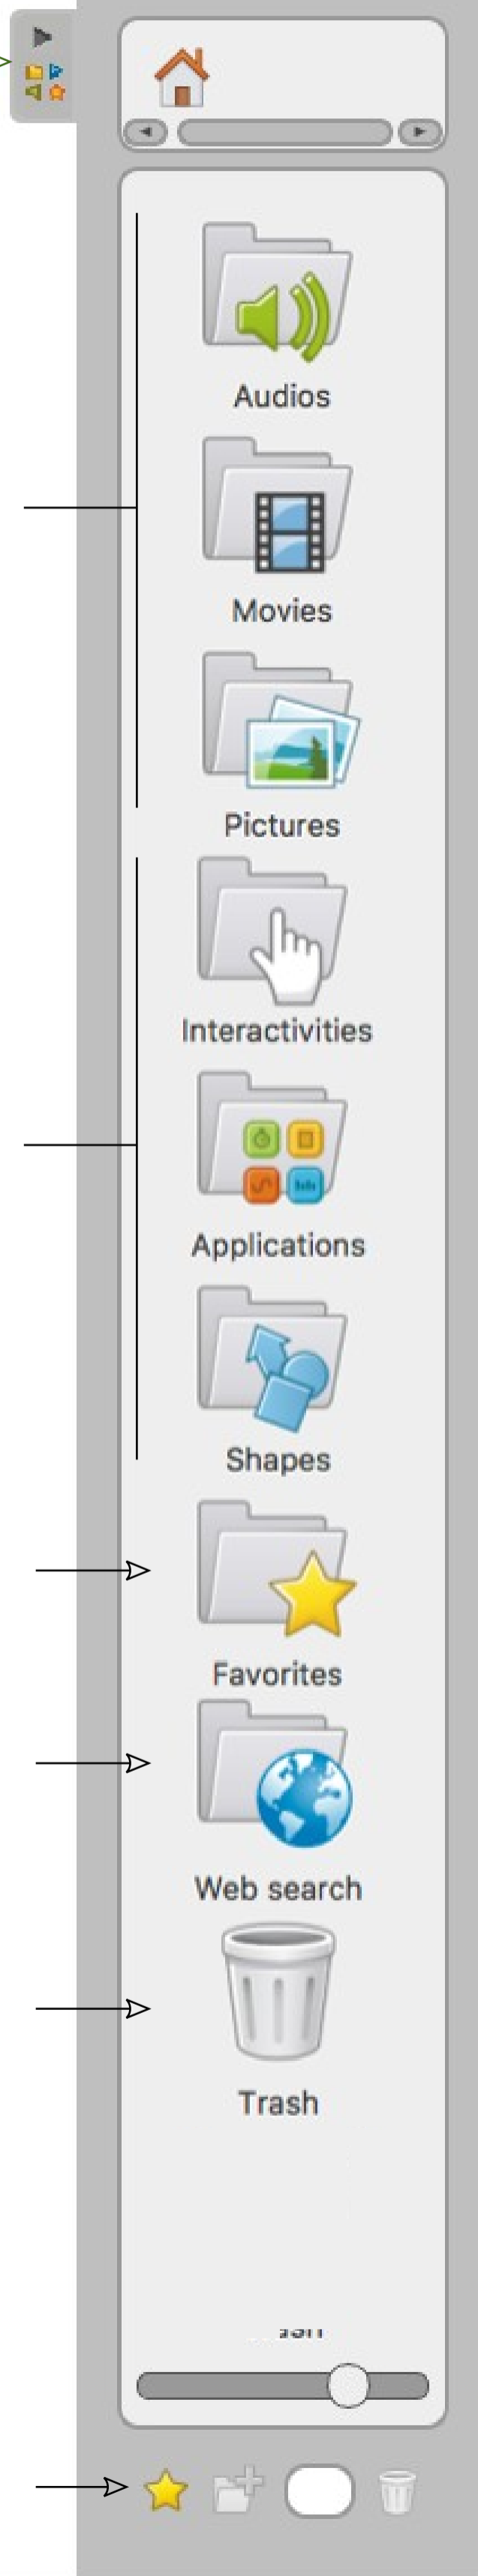 Audios
Movies
Pictures
Interactivities
Applications
Shapes
Favorites
Web search
Trash